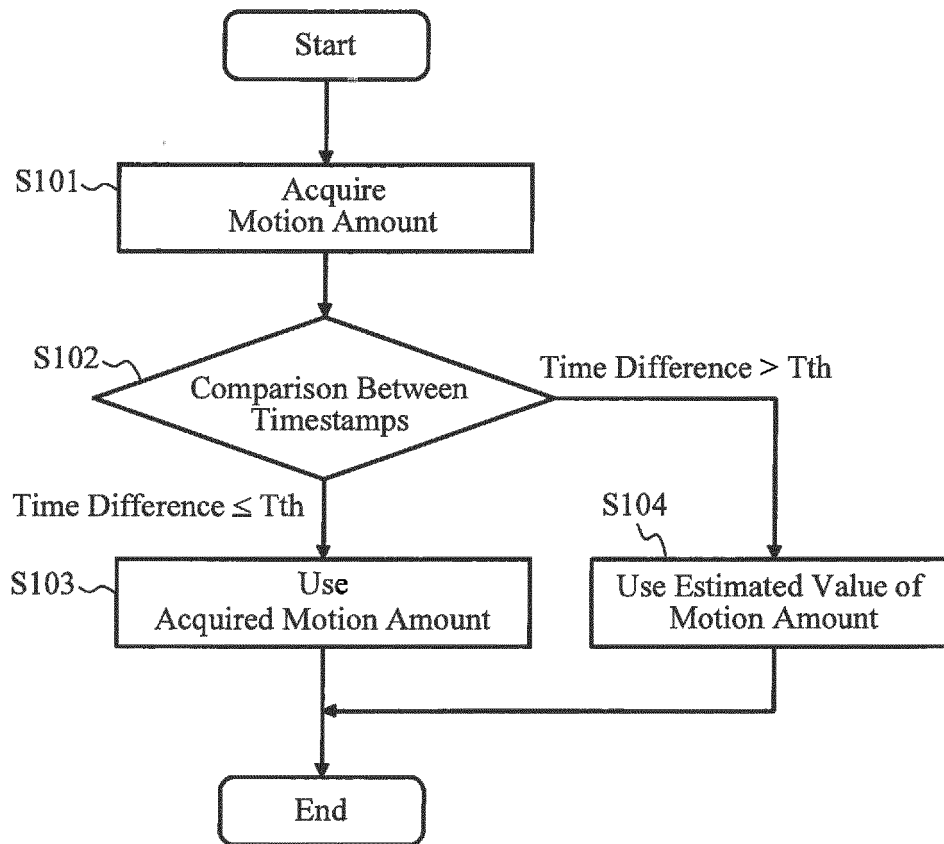 Start
S101
Acquire
Motion Amount
S102
Comparison Between
Timestamps
Time Difference > Tth
Time Difference ≤ Tth
S103
Use
Acquired Motion Amount
S104
Use Estimated Value of
Motion Amount
End